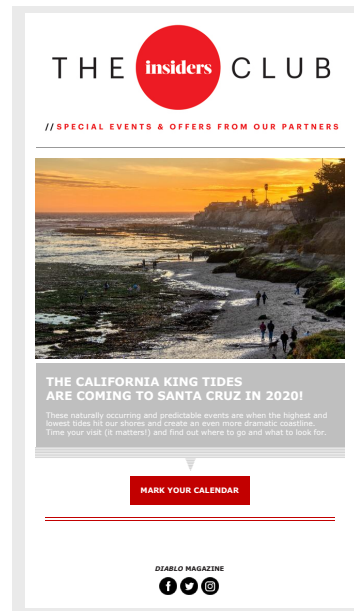 THE insiders CLUB
//SPECIAL EVENTS & OFFERS FROM OUR PARTNERS
THE CALIFORNIA KING TIDES
ARE COMING TO SANTA CRUZ IN 2020!
These naturally occurring and predictable events are when the highest and
lowest tides hit our shores and create an even more dramatic coastline.
Time your visit (it matters!) and find out where to go and what to look for.
MARK YOUR CALENDAR
DIABLO MAGAZINE